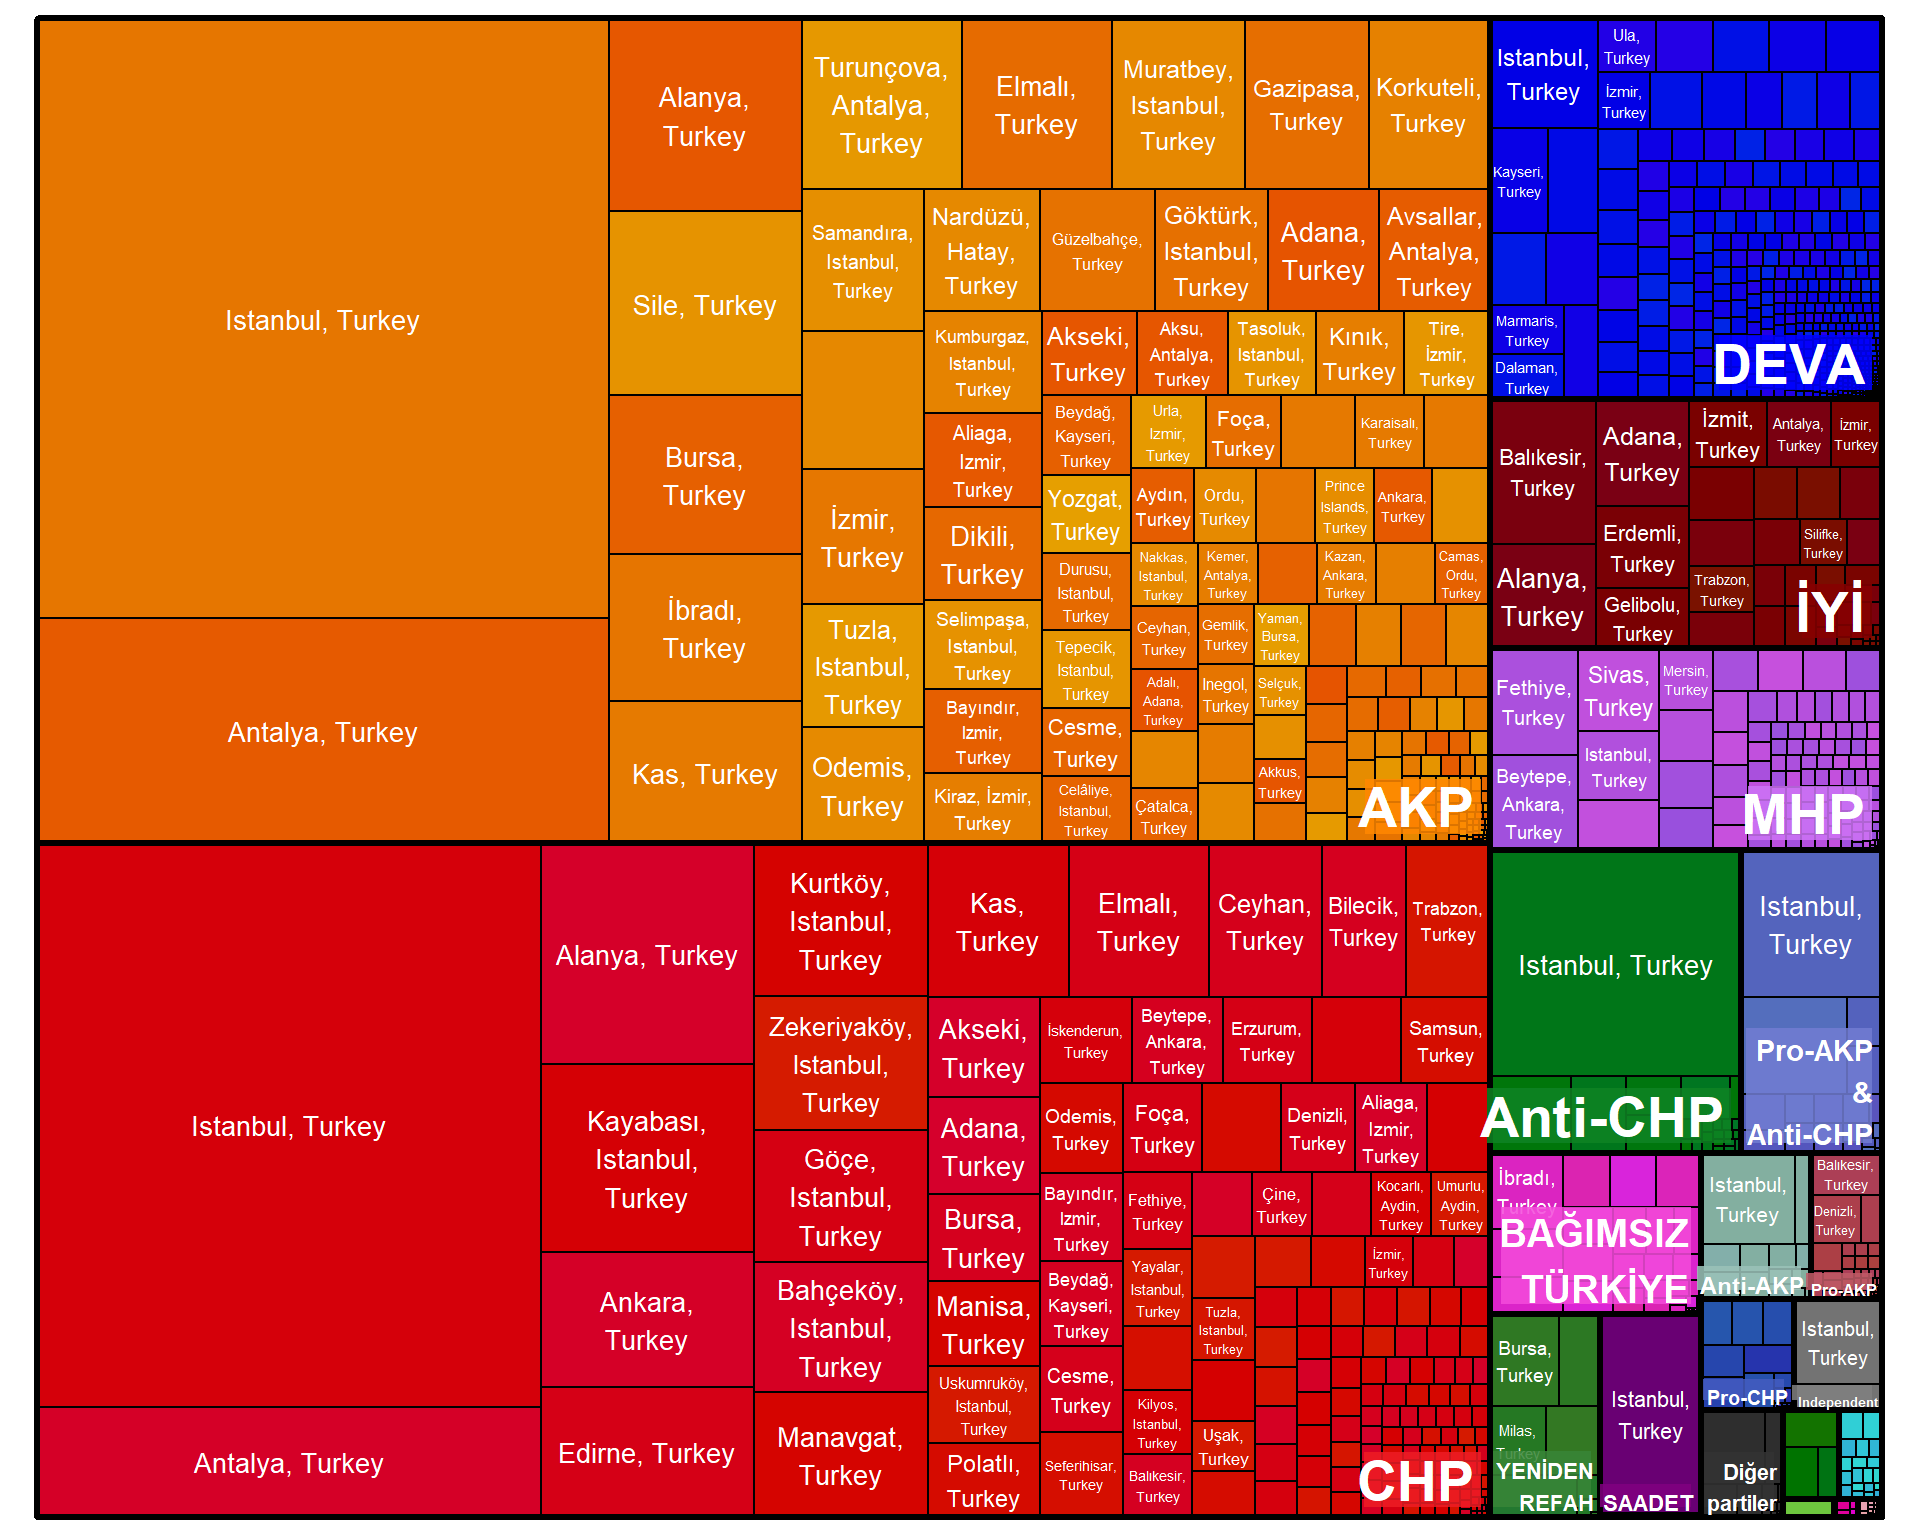 Istanbul, Turkey
Antalya, Turkey
Alanya,
Turkey
Sile, Turkey
Bursa,
Turkey
İbradı,
Turkey
Kas, Turkey
Turunçova,
Antalya,
Turkey
Elmalı,
Turkey
Muratbey,
Istanbul,
Turkey
Gazipasa,
Turkey
Korkuteli,
Turkey
Samandıra,
Istanbul,
Turkey
İzmir,
Turkey
Tuzla,
Istanbul,
Turkey
Odemis,
Turkey
Nardüzü,
Hatay,
Turkey
Güzelbahçe,
Turkey
Göktürk,
Istanbul,
Turkey
Adana,
Turkey
Avsallar,
Antalya,
Turkey
Kumburgaz,
Istanbul,
Turkey
Aliaga,
Izmir,
Turkey
Dikili,
Turkey
Selimpaşa,
Istanbul,
Turkey
Bayındır,
Izmir,
Turkey
Kiraz, İzmir,
Turkey
Akseki,
Turkey
Aksu,
Antalya,
Turkey
Tasoluk,
Istanbul,
Turkey
Kınık,
Turkey
Tire,
İzmir,
Turkey
Beydağ,
Kayseri,
Turkey
Yozgat,
Turkey
Durusu,
Istanbul,
Turkey
Tepecik,
Istanbul,
Turkey
Cesme,
Turkey
Celâliye,
Istanbul,
Turkey
Urla,
Izmir,
Turkey
Foça,
Turkey
Karaisalı,
Turkey
Aydın,
Turkey
Ordu,
Turkey
Prince
Islands,
Turkey
Ankara,
Turkey
Nakkas,
Istanbul,
Turkey
Kemer,
Antalya,
Turkey
Kazan,
Ankara,
Turkey
Camas,
Ordu,
Turkey
Ceyhan,
Turkey
Gemlik,
Turkey
Yaman,
Bursa,
Turkey
Adalı,
Adana,
Turkey
Inegol,
Turkey
Selçuk,
Turkey
Akkus,
Turkey
Çatalca,
Turkey
AKP
Istanbul, Turkey
Antalya, Turkey
Alanya, Turkey
Kayabası,
Istanbul,
Turkey
Ankara,
Turkey
Edirne, Turkey
Kurtköy,
Istanbul,
Turkey
Zekeriyaköy,
Istanbul,
Turkey
Göçe,
Istanbul,
Turkey
Bahçeköy,
Istanbul,
Turkey
Manavgat,
Turkey
Kas,
Turkey
Elmalı,
Turkey
Ceyhan,
Turkey
Bilecik,
Turkey
Trabzon,
Turkey
Akseki,
Turkey
Adana,
Turkey
Bursa,
Turkey
Manisa,
Turkey
Uskumruköy,
Istanbul,
Turkey
Polatlı,
Turkey
İskenderun,
Turkey
Beytepe,
Ankara,
Turkey
Erzurum,
Turkey
Samsun,
Turkey
Odemis,
Turkey
Foça,
Turkey
Denizli,
Turkey
Aliaga,
Izmir,
Turkey
Bayındır,
Izmir,
Turkey
Beydağ,
Kayseri,
Turkey
Cesme,
Turkey
Seferihisar,
Turkey
Fethiye,
Turkey
Çine,
Turkey
Kocarlı,
Aydin,
Turkey
Umurlu,
Aydın,
Turkey
Yayalar,
Istanbul,
Turkey
İzmir,
Turkey
Tuzla,
Istanbul,
Turkey
Kilyos,
Istanbul,
Turkey
Uşak,
Turkey
Balıkesir,
Turkey
CHP
Istanbul,
Turkey
Ula,
Turkey
İzmir,
Turkey
Kayseri,
Turkey
Marmaris,
Turkey
Dalaman,
Turkey
DEVA
Balıkesir,
Turkey
Alanya,
Turkey
Adana,
Turkey
Erdemli,
Turkey
Gelibolu,
Turkey
İzmit,
Turkey
Antalya,
Turkey
İzmir,
Turkey
Silifke,
Turkey
Trabzon,
Turkey
İYİ
Fethiye,
Turkey
Beytepe,
Ankara,
Turkey
Sivas,
Turkey
Istanbul,
Turkey
Mersin,
Turkey
MHP
Istanbul, Turkey
Anti-CHP
Istanbul,
Turkey
Pro-AKP
&
Anti-CHP
İbradı,
Turkey
BAĞIMSIZ
TÜRKİYE
Istanbul,
Turkey
Anti-AKP
Balıkesir,
Turkey
Denizli,
Turkey
Pro-AKP
Bursa,
Turkey
Milas,
Turkey
YENİDEN
REFAH
Istanbul,
Turkey
SAADET
Pro-CHP
Istanbul,
Turkey
Independent
Diğer
partiler